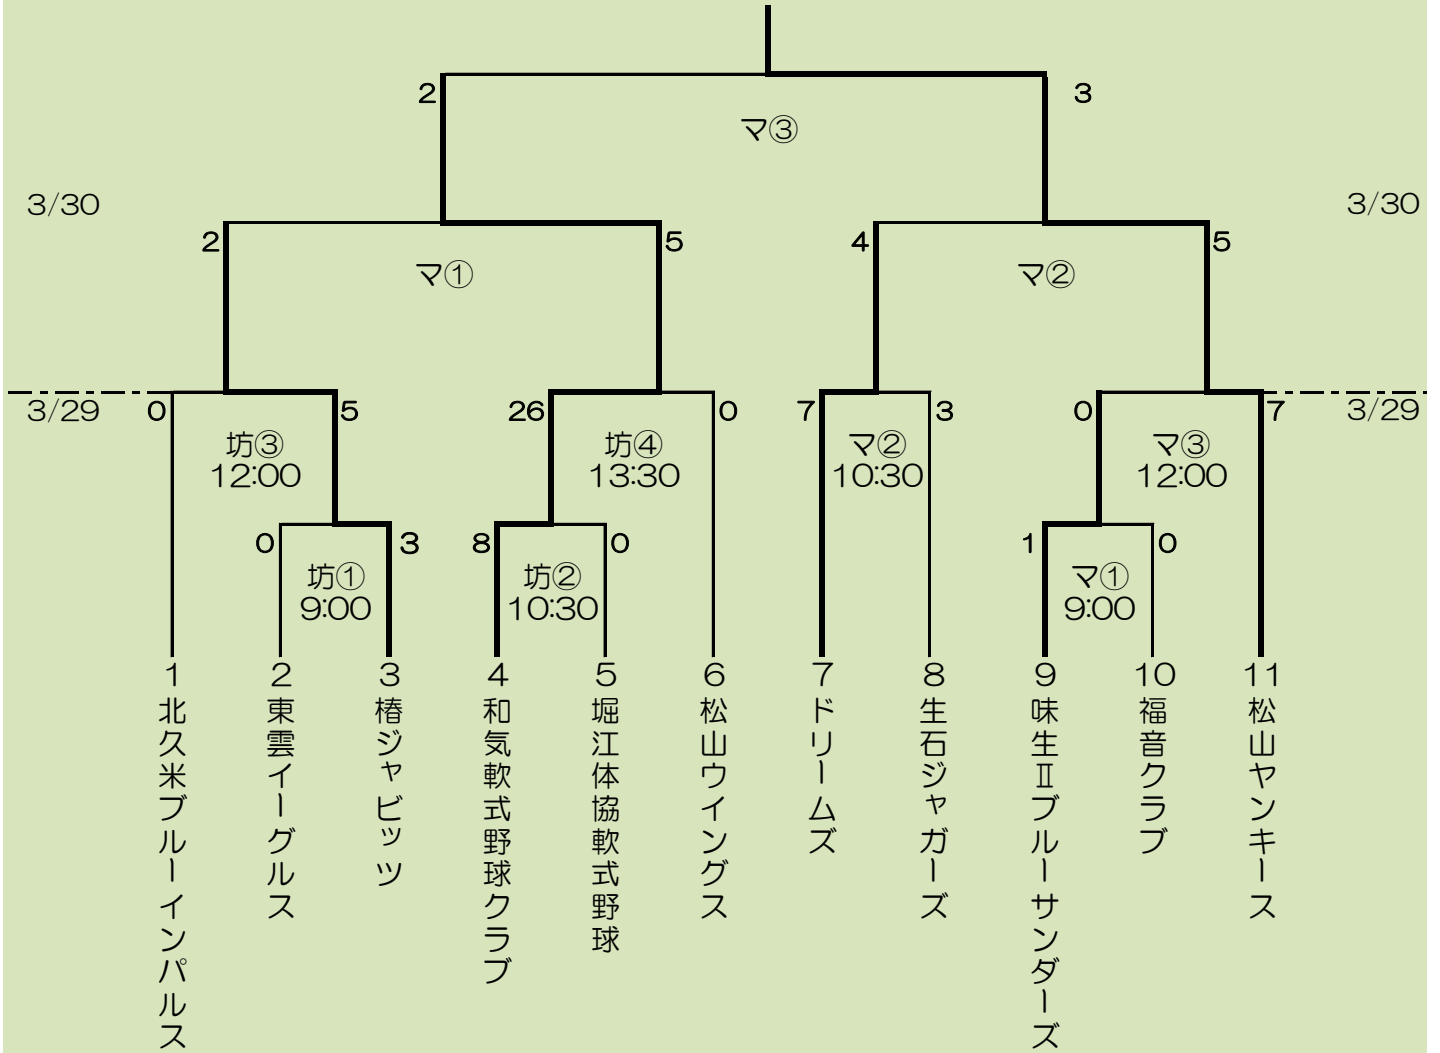 2
3
マ③
3/30
3/30
2
5
4
5
マ①
マ②
3/29
0
5
26
0
7
3
0
7
3/29
坊③
12:00
坊④
13:30
マ②
10:30
マ③
12:00
0
3
8
0
1
0
坊①
9:00
坊②
10:30
マ①
9:00
1
北久米ブルーインパルス
2
東雲イーグルス
3
椿ジャビッツ
4
和気軟式野球クラブ
5
堀江体協軟式野球
6
松山ウイングス
7
ドリームズ
8
生石ジャガーズ
9
味生Ⅱブルーサンダーズ
10
福音クラブ
11
松山ヤンキース